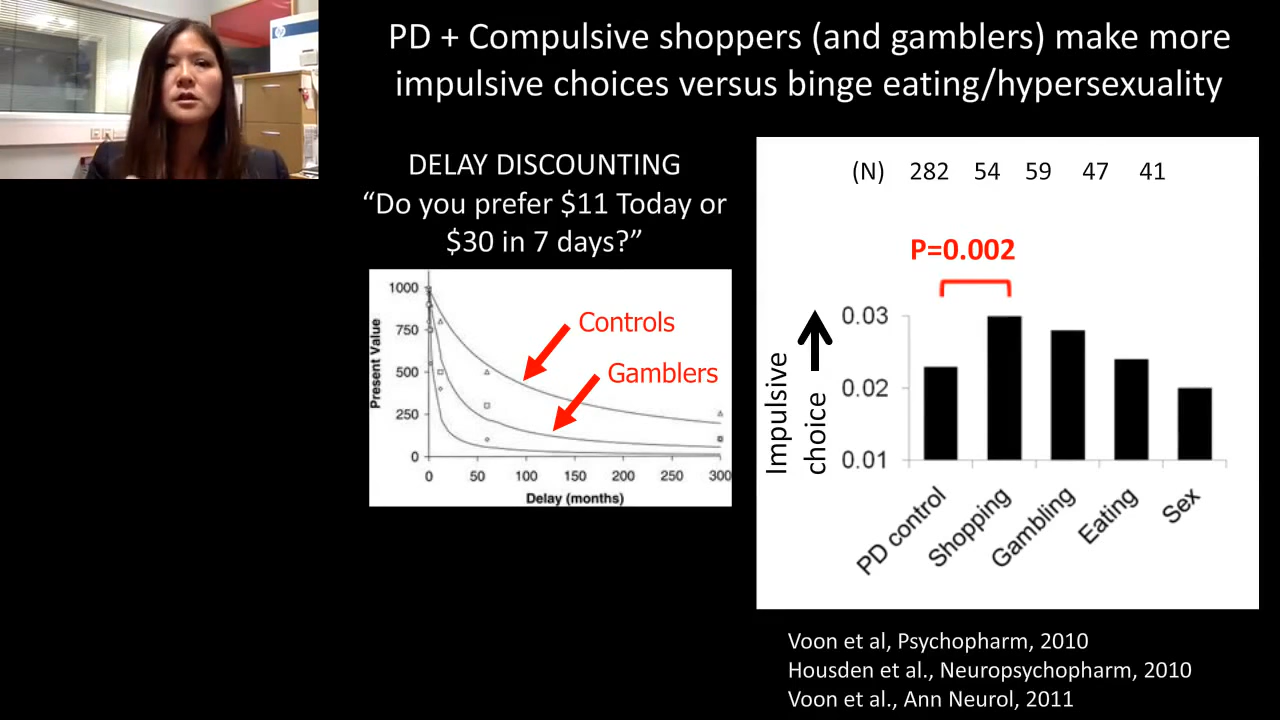 PD + Compulsive shoppers (and gamblers) make more
impulsive choices versus binge eating/hypersexuality
DELAY DISCOUNTING
“Do you prefer $11 Today or
$30 in 7 days?”
1000
750
500
250
0
Present Value
0 50 100 150 200 250 300
Delay (months)
Controls
Gamblers
(N) 282 54 59 47 41
P=0.002
Impulsive
choice
0.03
0.02
0.01
PD control
Shopping
Gambling
Eating
Sex
Voon et al, Psychopharm, 2010
Housden et al., Neuropsychopharm, 2010
Voon et al., Ann Neurol, 2011
hp